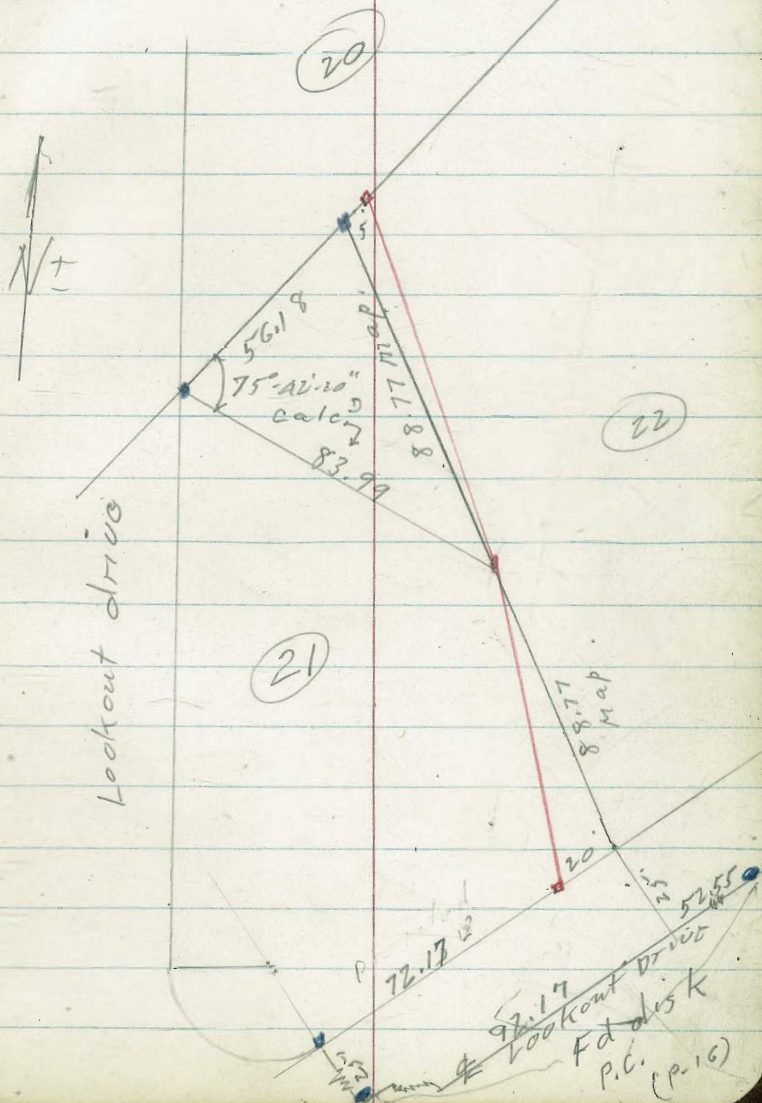 20
N±
5'
56.18
75°-42'-20"
calc'd
83.99
88.77 map.
22
Lookout drive
21
88.77
map.
20'
25'
52.55
72.17
92.17
Lookout Drive
Fd disk
P.C.
(p-16)